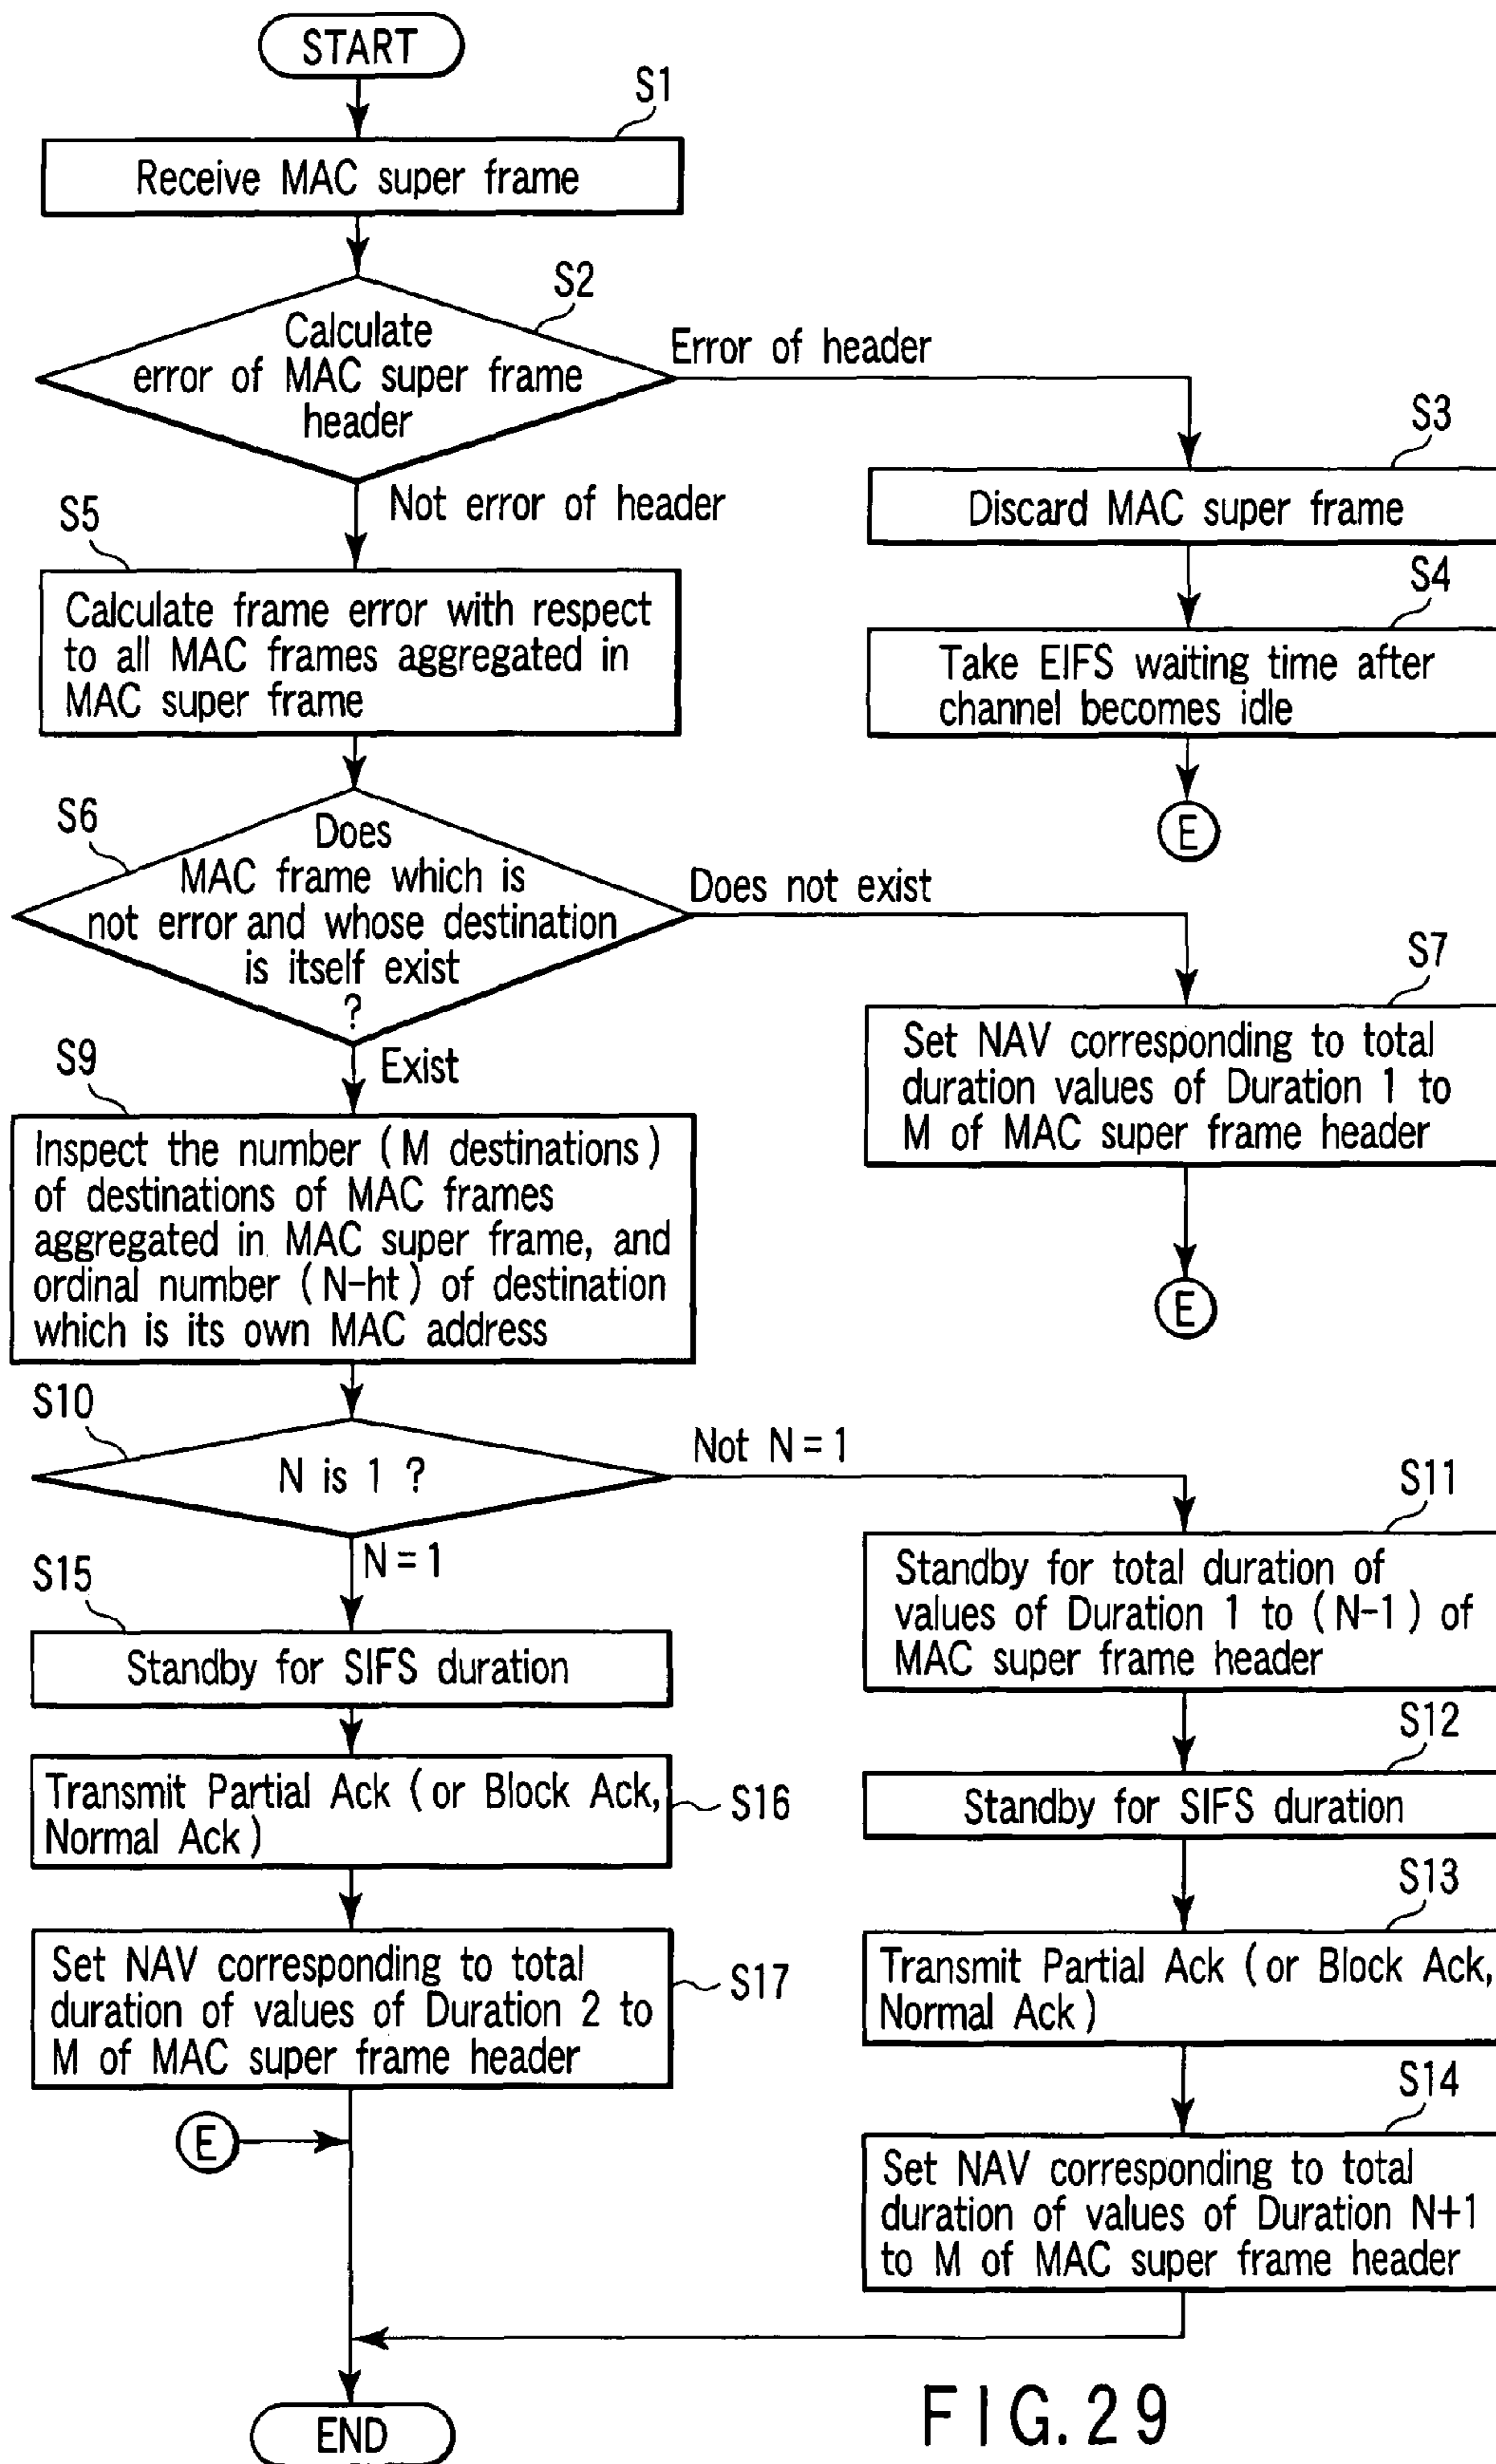 START
S1
Receive MAC super frame
S2
Calculate
error of MAC super frame
header
Error of header
Not error of header
S3
Discard MAC super frame
S4
Take EIFS waiting time after
channel becomes idle
E
S5
Calculate frame error with respect
to all MAC frames aggregated in
MAC super frame
S6
Does
MAC frame which is
not error and whose destination
is itself exist
?
Does not exist
Exist
S7
Set NAV corresponding to total
duration values of Duration 1 to
M of MAC super frame header
E
S9
Inspect the number (M destinations)
of destinations of MAC frames
aggregated in MAC super frame, and
ordinal number (N-ht) of destination
which is its own MAC address
S10
N is 1 ?
Not N=1
N=1
S11
Standby for total duration of
values of Duration 1 to (N-1) of
MAC super frame header
S12
Standby for SIFS duration
S13
Transmit Partial Ack (or Block Ack,
Normal Ack)
S14
Set NAV corresponding to total
duration of values of Duration N+1
to M of MAC super frame header
S15
Standby for SIFS duration
Transmit Partial Ack (or Block Ack,
Normal Ack)
S16
Set NAV corresponding to total
duration of values of Duration 2 to
M of MAC super frame header
S17
E
END
FIG.29